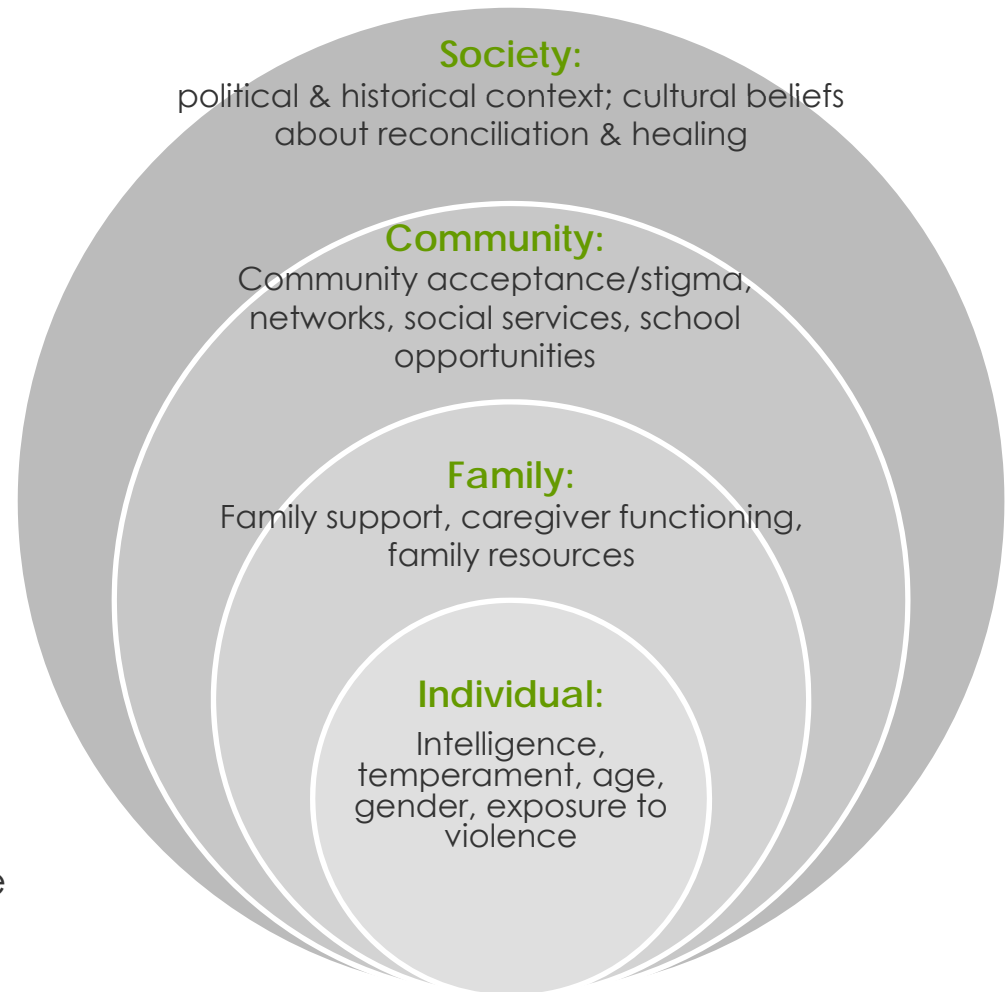 Society:
political & historical context; cultural beliefs
about reconciliation & healing
Community:
Community acceptance/stigma,
networks, social services, school
opportunities
Family:
Family support, caregiver functioning,
family resources
Individual:
Intelligence,
temperament, age,
gender, exposure to
violence
e